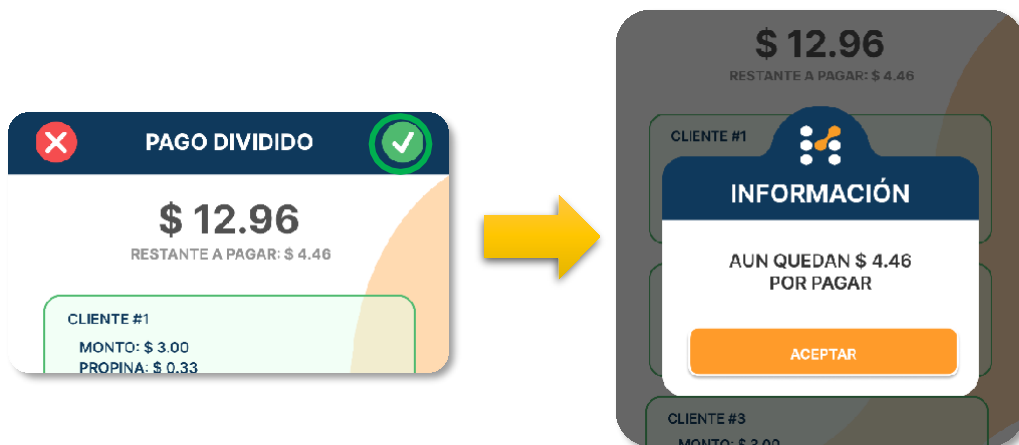 PAGO DIVIDIDO
$ 12.96
RESTANTE A PAGAR: $ 4.46
CLIENTE #1
MONTO: $ 3.00
PROPINA: $ 0.33
$ 12.96
RESTANTE A PAGAR: $ 4.46
CLIENTE #1
INFORMACIÓN
AUN QUEDAN $ 4.46
POR PAGAR
ACEPTAR
CLIENTE #3
MONTO: $ 3.00